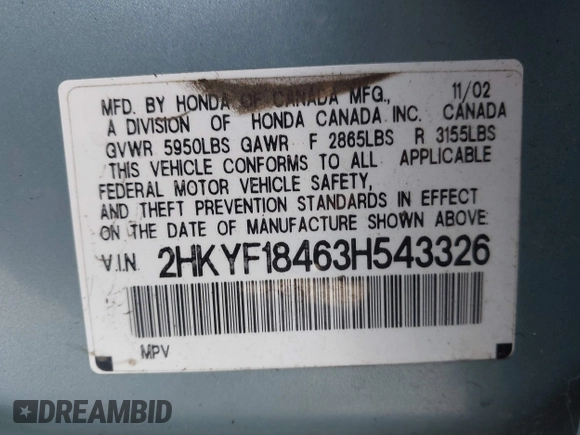 MFD. BY HONDA OF CANADA MFG., 11/02
A DIVISION OF HONDA CANADA INC. CANADA
GVWR 5950LBS GAWR F 2865LBS R 3155LBS
THIS VEHICLE CONFORMS TO ALL APPLICABLE
FEDERAL MOTOR VEHICLE SAFETY,
AND THEFT PREVENTION STANDARDS IN EFFECT
ON THE DATE OF MANUFACTURE SHOWN ABOVE
V.I.N. 2HKYF18463H543326
MPV
DREAMBID